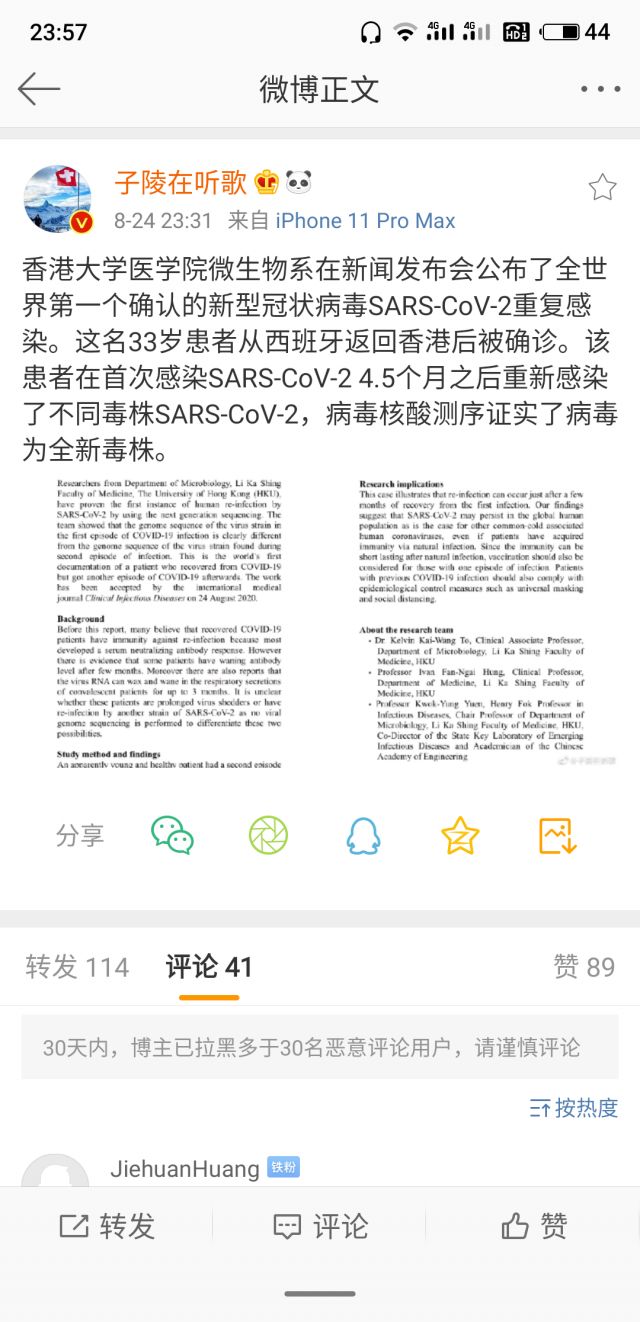 23:57
4G 4G HD 1 2 44
微博正文
子陵在听歌
8-24 23:31 来自 iPhone 11 Pro Max
香港大学医学院微生物系在新闻发布会公布了全世
界第一个确认的新型冠状病毒SARS-CoV-2重复感
染。这名33岁患者从西班牙返回香港后被确诊。该
患者在首次感染SARS-CoV-2 4.5个月之后重新感染
了不同毒株SARS-CoV-2，病毒核酸测序证实了病毒
为全新毒株。
Researchers from Department of Microbiology, Li Ka Shing
Faculty of Medicine, The University of Hong Kong (HKU),
have proven the first instance of human re-infection by
SARS-CoV-2 by using the next generation sequencing. The
team showed that the genome sequence of the virus strain in
the first episode of COVID-19 infection is clearly different
from the genome sequence of the virus strain found during
second episode of infection. This is the world's first
documentation of a patient who recovered from COVID-19
but got another episode of COVID-19 afterwards. The work
has been accepted by the international medical
journal Clinical Infectious Diseases on 24 August 2020.
Background
Before this report, many believe that recovered COVID-19
patients have immunity against re-infection because most
developed a serum neutralizing antibody response. However
there is evidence that some patients have waning antibody
level after few months. Moreover there are also reports that
the virus RNA can wax and wane in the respiratory secretions
of convalescent patients for up to 3 months. It is unclear
whether these patients are prolonged virus shedders or have
re-infection by another strain of SARS-CoV-2 as no viral
genome sequencing is performed to differentiate these two
possibilities.
Study method and findings
An apparently young and healthy patient had a second episode
Research implications
This case illustrates that re-infection can occur just after a few
months of recovery from the first infection. Our findings
suggest that SARS-CoV-2 may persist in the global human
population as is the case for other common-cold associated
human coronaviruses, even if patients have acquired
immunity via natural infection. Since the immunity can be
short lasting after natural infection, vaccination should also be
considered for those with one episode of infection. Patients
with previous COVID-19 infection should also comply with
epidemiological control measures such as universal masking
and social distancing.
About the research team
• Dr. Kelvin Kai-Wang To, Clinical Associate Professor,
Department of Microbiology, Li Ka Shing Faculty of
Medicine, HKU
• Professor Ivan Fan-Ngai Hung, Clinical Professor,
Department of Medicine, Li Ka Shing Faculty of
Medicine, HKU
• Professor Kwok-Yung Yuen, Henry Fok Professor in
Infectious Diseases, Chair Professor of Department of
Microbiology, Li Ka Shing Faculty of Medicine, HKU,
Co-Director of the State Key Laboratory of Emerging
Infectious Diseases and Academician of the Chinese
Academy of Engineering
分享
转发 114 评论 41 赞 89
30天内，博主已拉黑多于30名恶意评论用户，请谨慎评论
按热度
JiehuanHuang 铁粉
转发 评论 赞